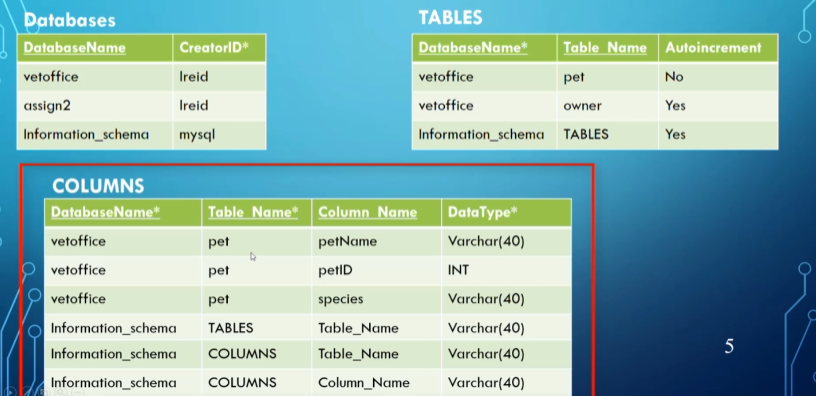 Databases
DatabaseName CreatorID*
vetoffice lreid
assign2 lreid
Information_schema mysql
TABLES
DatabaseName* Table_Name Autoincrement
vetoffice pet No
vetoffice owner Yes
Information_schema TABLES Yes
COLUMNS
DatabaseName* Table_Name* Column_Name DataType*
vetoffice pet petName Varchar(40)
vetoffice pet petID INT
vetoffice pet species Varchar(40)
Information_schema TABLES Table_Name Varchar(40)
Information_schema COLUMNS Table_Name Varchar(40)
Information_schema COLUMNS Column_Name Varchar(40)
5